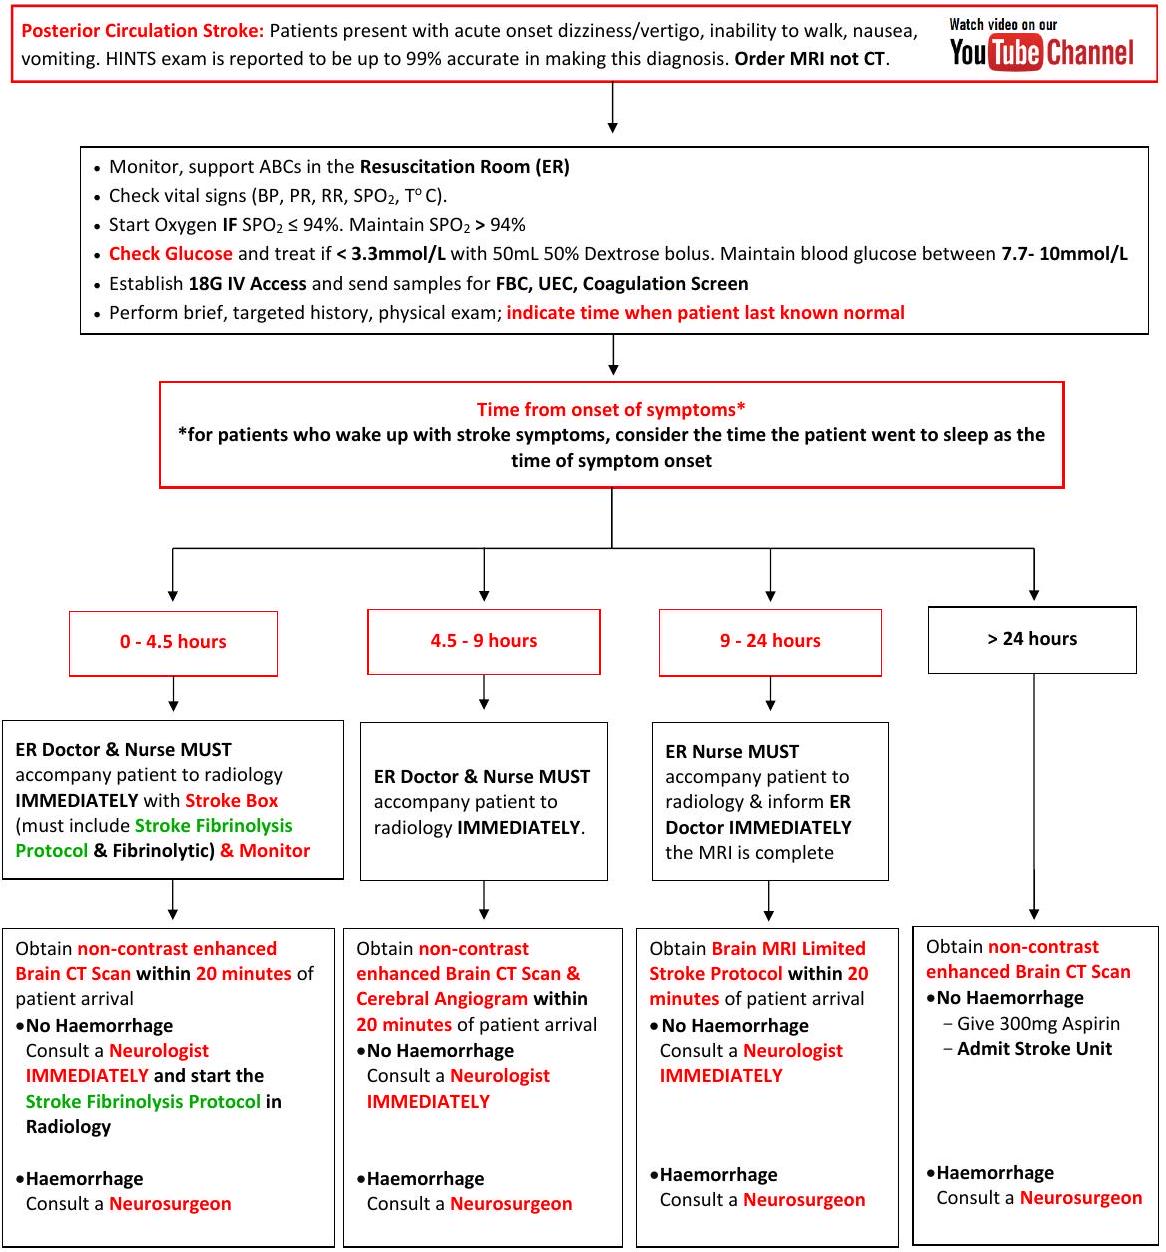 Posterior Circulation Stroke: Patients present with acute onset dizziness/vertigo, inability to walk, nausea,
vomiting. HINTS exam is reported to be up to 99% accurate in making this diagnosis. Order MRI not CT.
Watch video on our
YouTube Channel
• Monitor, support ABCs in the Resuscitation Room (ER)
• Check vital signs (BP, PR, RR, SPO₂, Tº C).
• Start Oxygen IF SPO₂ ≤ 94%. Maintain SPO₂ > 94%
• Check Glucose and treat if < 3.3mmol/L with 50mL 50% Dextrose bolus. Maintain blood glucose between 7.7- 10mmol/L
• Establish 18G IV Access and send samples for FBC, UEC, Coagulation Screen
• Perform brief, targeted history, physical exam; indicate time when patient last known normal
Time from onset of symptoms*
*for patients who wake up with stroke symptoms, consider the time the patient went to sleep as the
time of symptom onset
0 - 4.5 hours
ER Doctor & Nurse MUST
accompany patient to radiology
IMMEDIATELY with Stroke Box
(must include Stroke Fibrinolysis
Protocol & Fibrinolytic) & Monitor
Obtain non-contrast enhanced
Brain CT Scan within 20 minutes of
patient arrival
•No Haemorrhage
Consult a Neurologist
IMMEDIATELY and start the
Stroke Fibrinolysis Protocol in
Radiology
•Haemorrhage
Consult a Neurosurgeon
4.5 - 9 hours
ER Doctor & Nurse MUST
accompany patient to
radiology IMMEDIATELY.
Obtain non-contrast
enhanced Brain CT Scan &
Cerebral Angiogram within
20 minutes of patient arrival
•No Haemorrhage
Consult a Neurologist
IMMEDIATELY
•Haemorrhage
Consult a Neurosurgeon
9 - 24 hours
ER Nurse MUST
accompany patient to
radiology & inform ER
Doctor IMMEDIATELY
the MRI is complete
Obtain Brain MRI Limited
Stroke Protocol within 20
minutes of patient arrival
•No Haemorrhage
Consult a Neurologist
IMMEDIATELY
•Haemorrhage
Consult a Neurosurgeon
> 24 hours
Obtain non-contrast
enhanced Brain CT Scan
•No Haemorrhage
– Give 300mg Aspirin
– Admit Stroke Unit
•Haemorrhage
Consult a Neurosurgeon